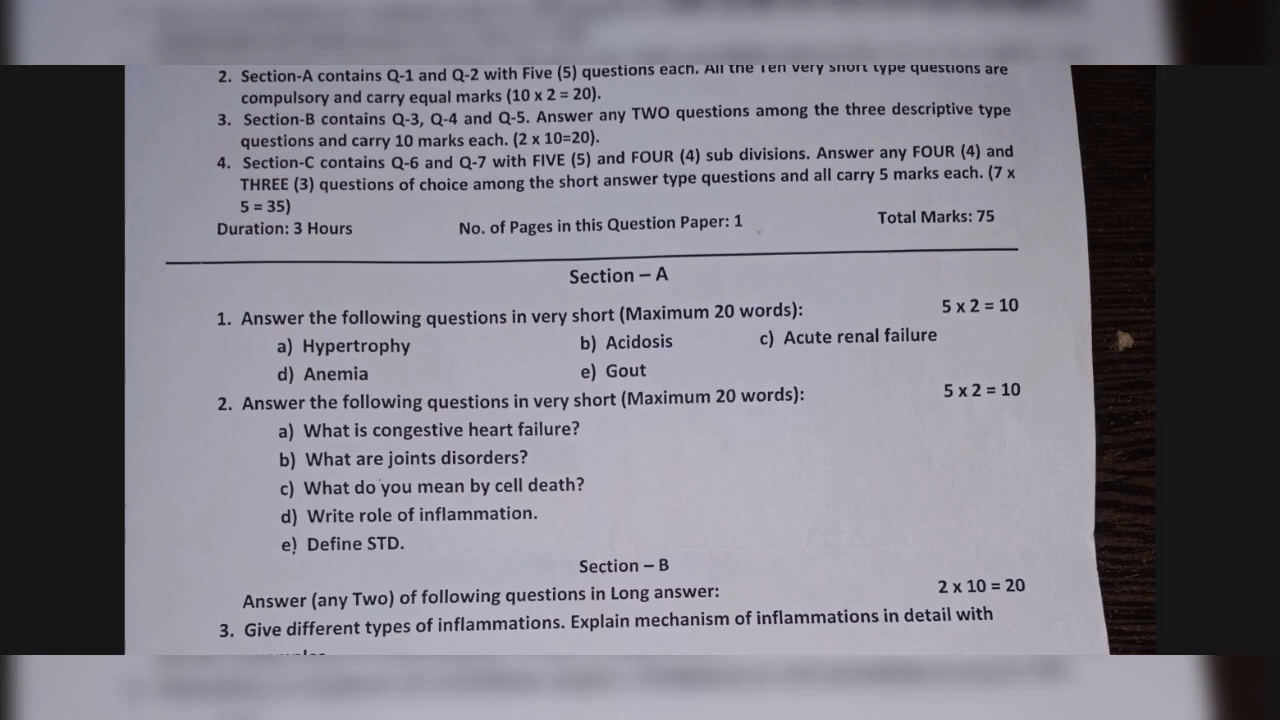 2. Section-A contains Q-1 and Q-2 with Five (5) questions each. All the Ten very short type questions are
compulsory and carry equal marks (10 x 2 = 20).
3. Section-B contains Q-3, Q-4 and Q-5. Answer any TWO questions among the three descriptive type
questions and carry 10 marks each. (2 x 10=20).
4. Section-C contains Q-6 and Q-7 with FIVE (5) and FOUR (4) sub divisions. Answer any FOUR (4) and
THREE (3) questions of choice among the short answer type questions and all carry 5 marks each. (7 x
5 = 35)
Duration: 3 Hours No. of Pages in this Question Paper: 1 Total Marks: 75
Section – A
1. Answer the following questions in very short (Maximum 20 words): 5 x 2 = 10
a) Hypertrophy b) Acidosis c) Acute renal failure
d) Anemia e) Gout
2. Answer the following questions in very short (Maximum 20 words): 5 x 2 = 10
a) What is congestive heart failure?
b) What are joints disorders?
c) What do you mean by cell death?
d) Write role of inflammation.
e) Define STD.
Section – B
Answer (any Two) of following questions in Long answer: 2 x 10 = 20
3. Give different types of inflammations. Explain mechanism of inflammations in detail with